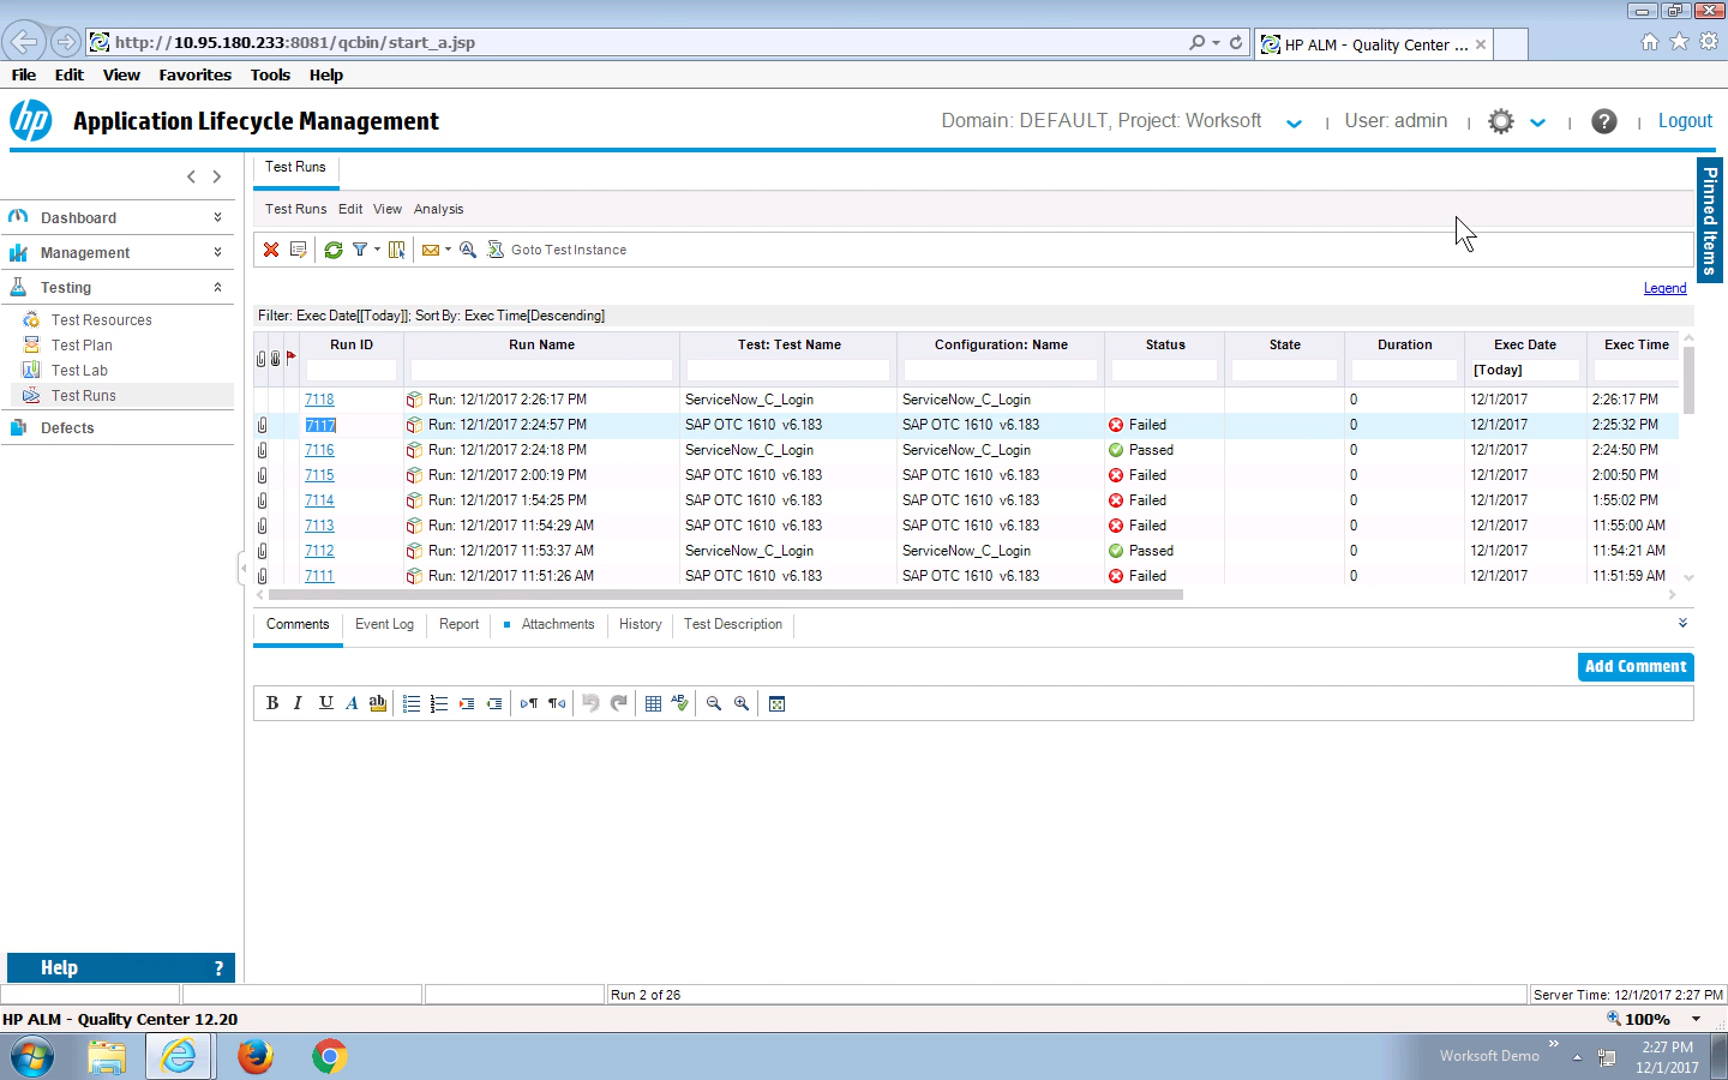 http://10.95.180.233:8081/qcbin/start_a.jsp
HP ALM - Quality Center ...
File Edit View Favorites Tools Help
hp Application Lifecycle Management
Domain: DEFAULT, Project: Worksoft | User: admin | | ? | Logout
Pinned Items
Dashboard
Management
Testing
Test Resources
Test Plan
Test Lab
Test Runs
Defects
Test Runs
Test Runs Edit View Analysis
Goto Test Instance
Legend
Filter: Exec Date[[Today]]; Sort By: Exec Time[Descending]
Run ID Run Name Test: Test Name Configuration: Name Status State Duration Exec Date Exec Time
[Today]
7118 Run: 12/1/2017 2:26:17 PM ServiceNow_C_Login ServiceNow_C_Login 0 12/1/2017 2:26:17 PM
7117 Run: 12/1/2017 2:24:57 PM SAP OTC 1610 v6.183 SAP OTC 1610 v6.183 Failed 0 12/1/2017 2:25:32 PM
7116 Run: 12/1/2017 2:24:18 PM ServiceNow_C_Login ServiceNow_C_Login Passed 0 12/1/2017 2:24:50 PM
7115 Run: 12/1/2017 2:00:19 PM SAP OTC 1610 v6.183 SAP OTC 1610 v6.183 Failed 0 12/1/2017 2:00:50 PM
7114 Run: 12/1/2017 1:54:25 PM SAP OTC 1610 v6.183 SAP OTC 1610 v6.183 Failed 0 12/1/2017 1:55:02 PM
7113 Run: 12/1/2017 11:54:29 AM SAP OTC 1610 v6.183 SAP OTC 1610 v6.183 Failed 0 12/1/2017 11:55:00 AM
7112 Run: 12/1/2017 11:53:37 AM ServiceNow_C_Login ServiceNow_C_Login Passed 0 12/1/2017 11:54:21 AM
7111 Run: 12/1/2017 11:51:26 AM SAP OTC 1610 v6.183 SAP OTC 1610 v6.183 Failed 0 12/1/2017 11:51:59 AM
Comments Event Log Report Attachments History Test Description
Add Comment
B I U A ab
Help ?
Run 2 of 26
Server Time: 12/1/2017 2:27 PM
HP ALM - Quality Center 12.20
100%
Worksoft Demo
2:27 PM
12/1/2017